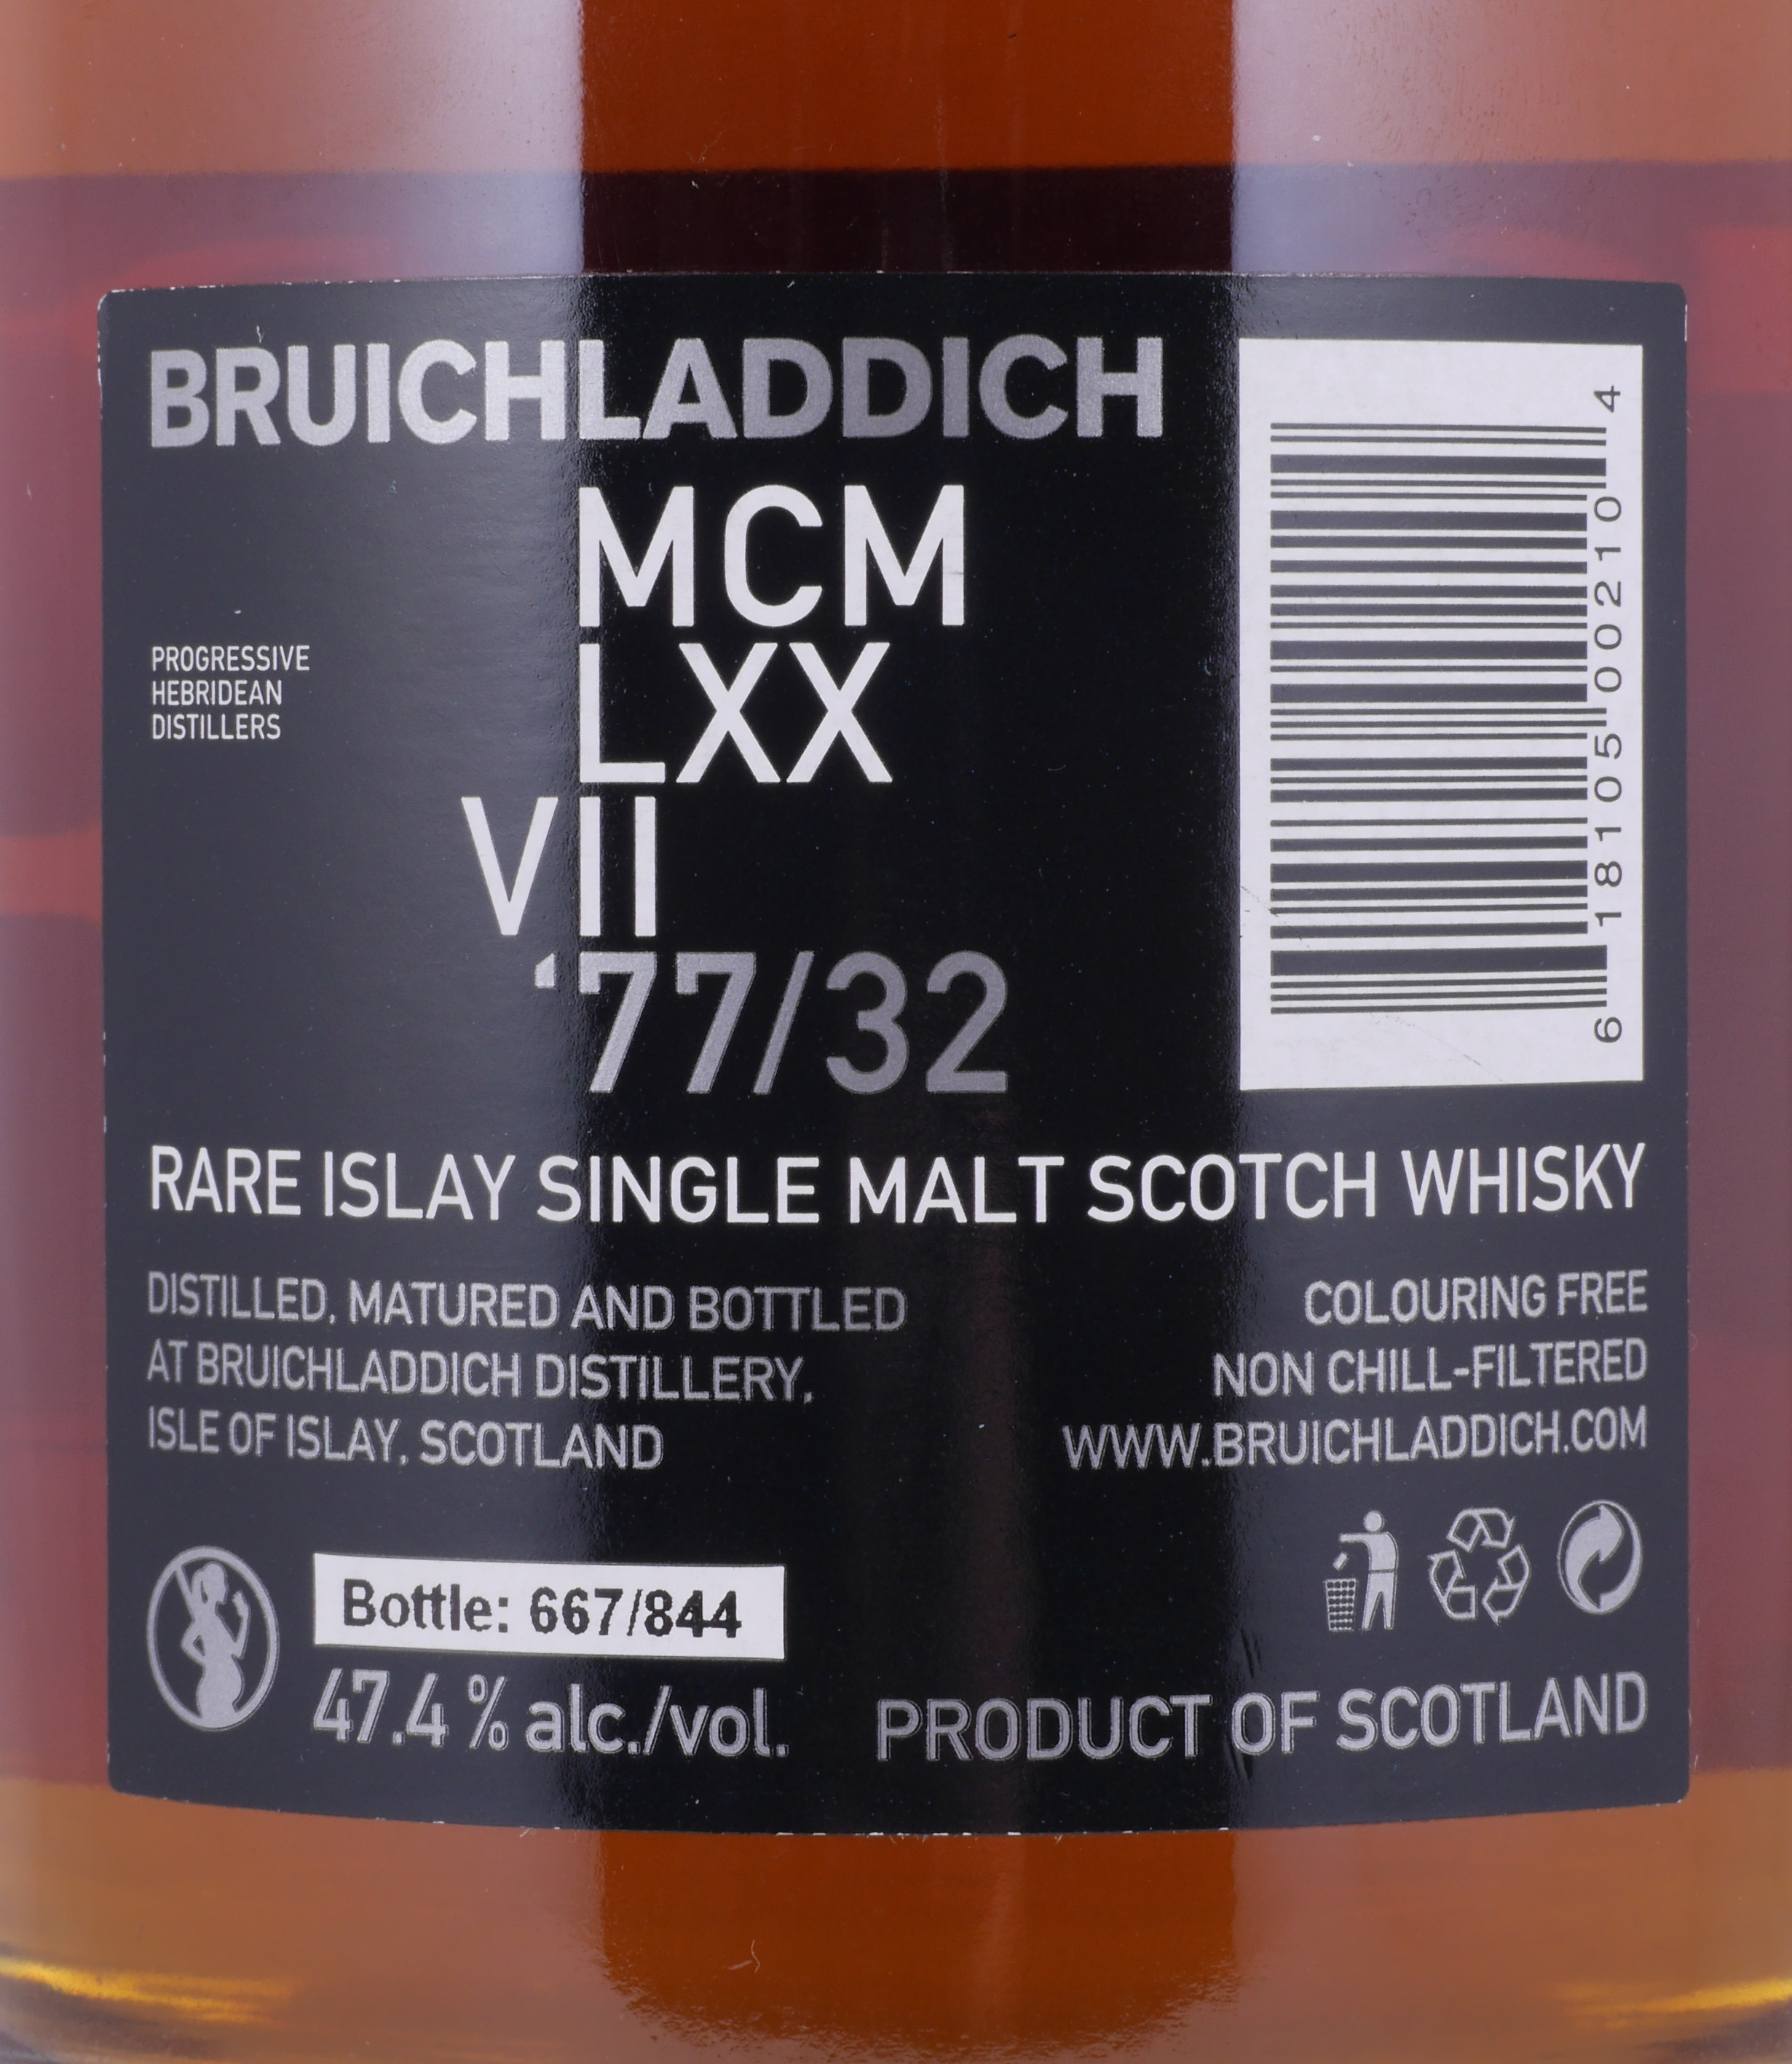 BRUICHLADDICH
MCM
LXX
VII
‘77/32
PROGRESSIVE
HEBRIDEAN
DISTILLERS
6 18105 00210 4
RARE ISLAY SINGLE MALT SCOTCH WHISKY
DISTILLED, MATURED AND BOTTLED
AT BRUICHLADDICH DISTILLERY,
ISLE OF ISLAY, SCOTLAND
COLOURING FREE
NON CHILL-FILTERED
WWW.BRUICHLADDICH.COM
Bottle: 667/844
47.4% alc./vol.
PRODUCT OF SCOTLAND